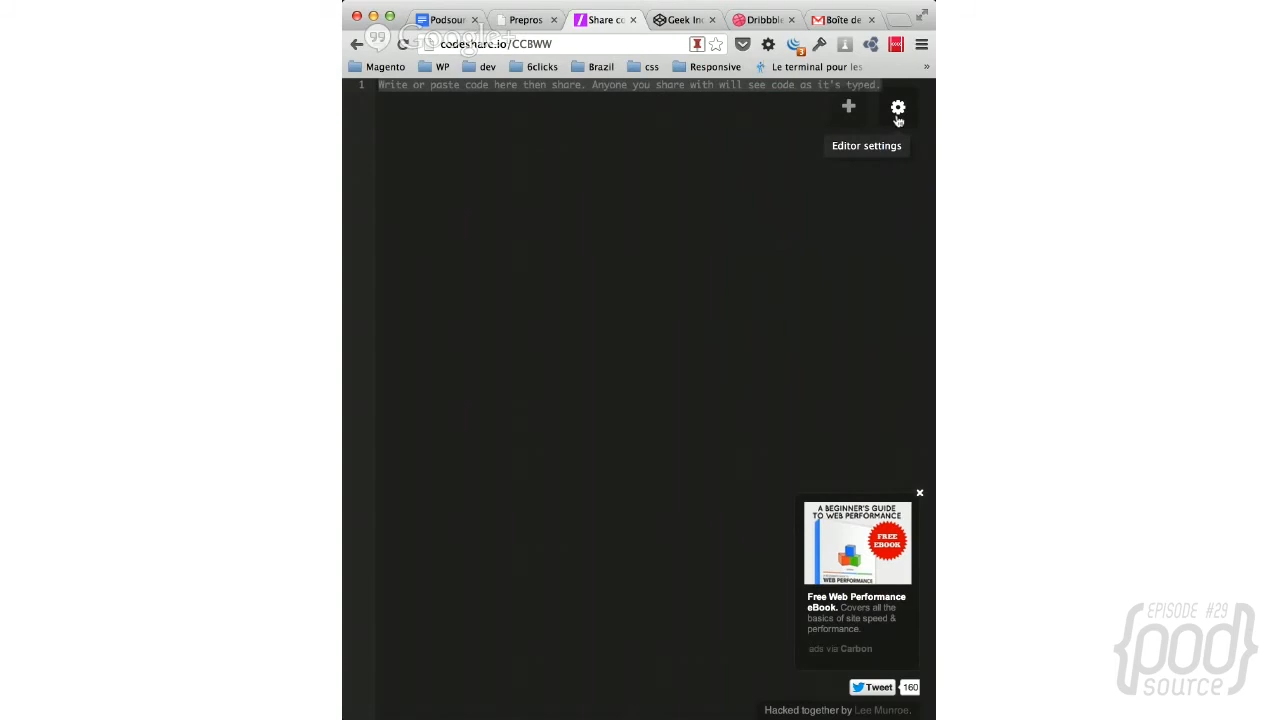 Podsour
Prepros
Share co
Geek Inc
Dribbble
Boîte de
Google+
codeshare.io/CCBWW
3
Magento
WP
dev
6clicks
Brazil
css
Responsive
Le terminal pour les
»
1 Write or paste code here then share. Anyone you share with will see code as it's typed.
Editor settings
A BEGINNER'S GUIDE
TO WEB PERFORMANCE
FREE
EBOOK
WEB PERFORMANCE
Free Web Performance
eBook. Covers all the
basics of site speed &
performance.
ads via Carbon
Tweet 160
Hacked together by Lee Munroe.
EPISODE #29
{pod}
source